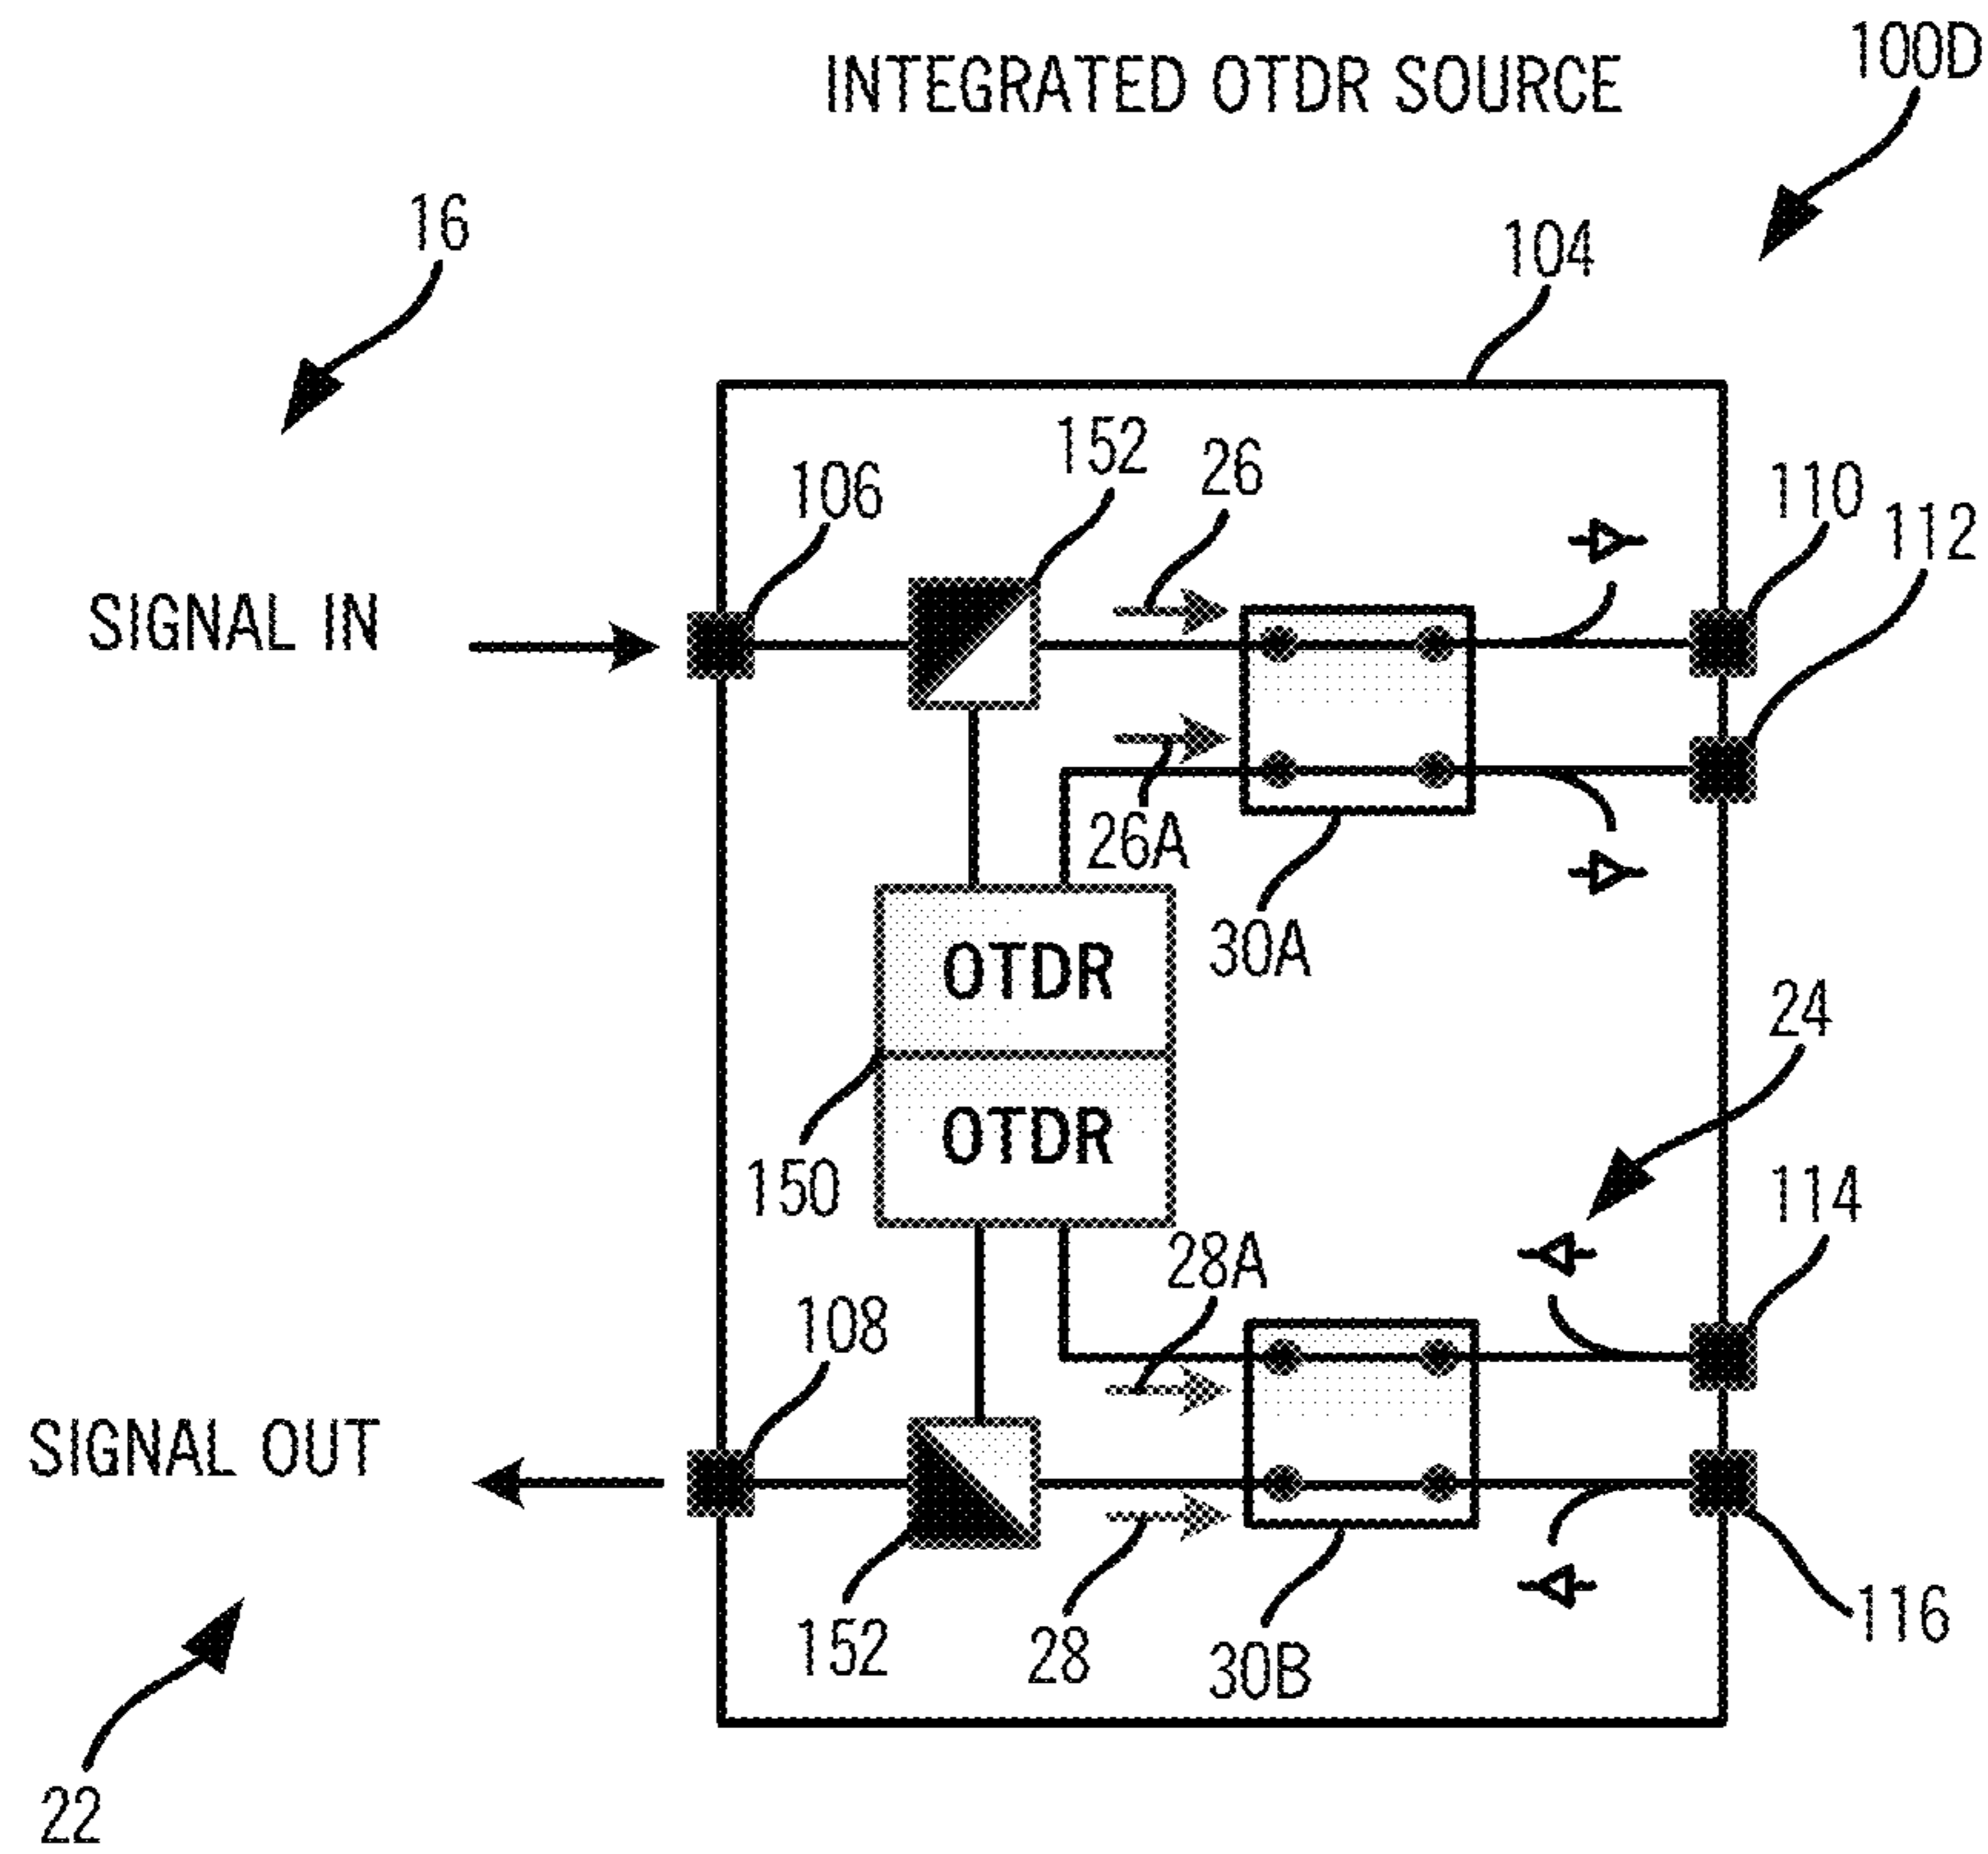 100D
INTEGRATED OTDR SOURCE
16
104
152
26
106
110
112
SIGNAL IN
26A
30A
OTDR
24
OTDR
150
114
28A
108
SIGNAL OUT
116
152
28
30B
22